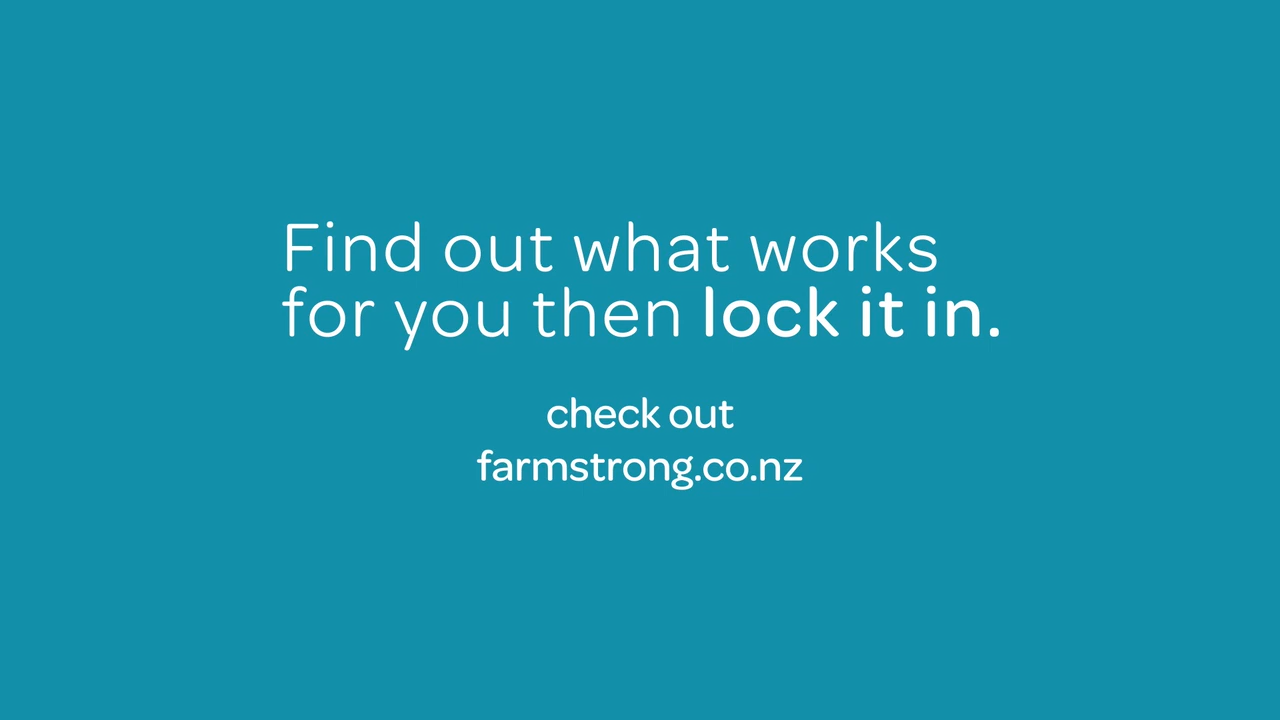 Find out what works
for you then lock it in.
check out
farmstrong.co.nz